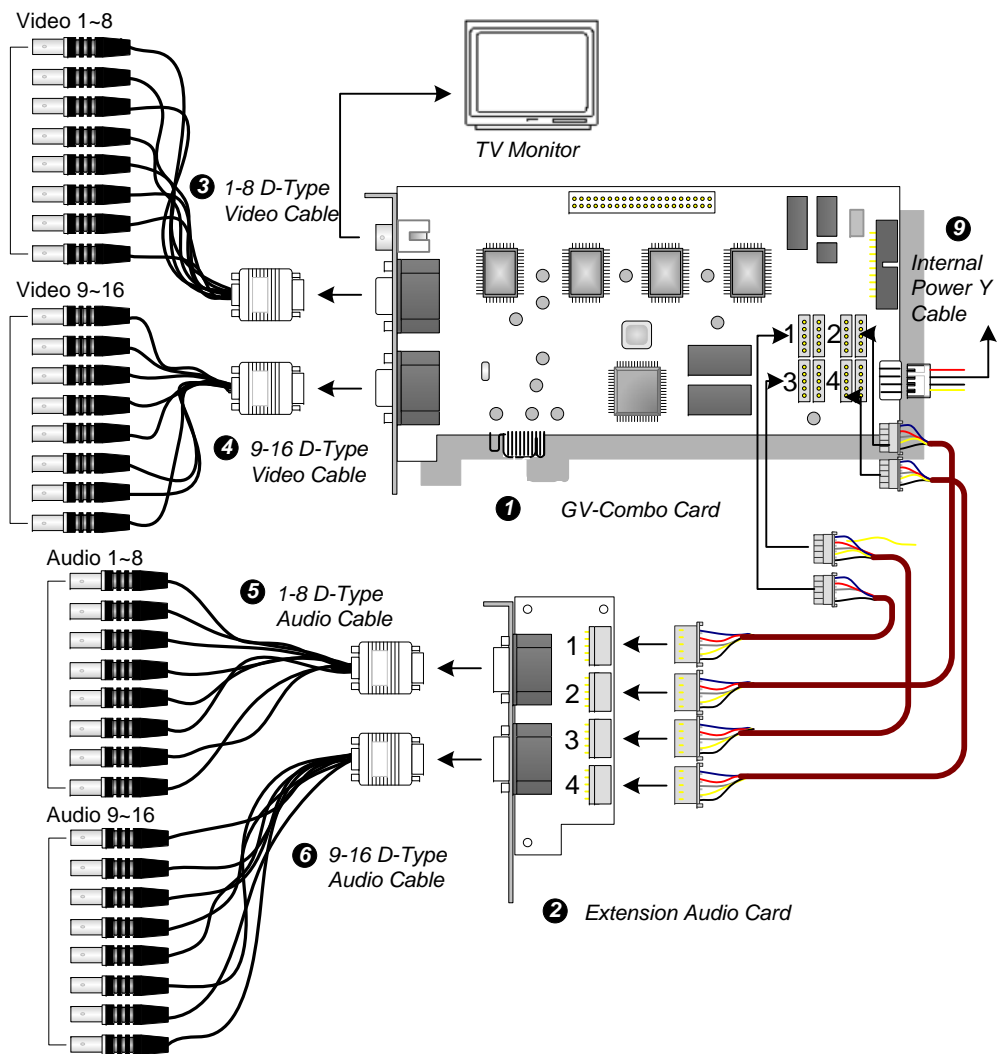 Video 1~8
TV Monitor
3 1-8 D-Type
Video Cable
9
Internal
Power Y
Cable
Video 9~16
1 2
3 4
4 9-16 D-Type
Video Cable
1 GV-Combo Card
Audio 1~8
5 1-8 D-Type
Audio Cable
1
2
3
4
Audio 9~16
6 9-16 D-Type
Audio Cable
2 Extension Audio Card